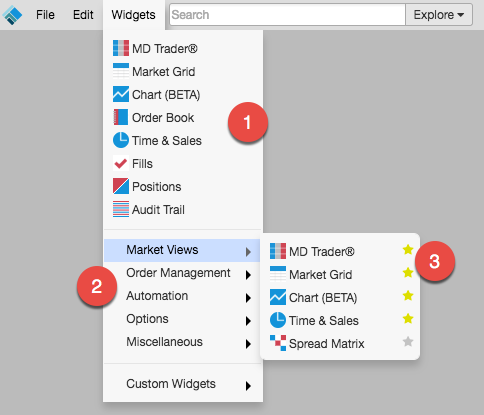 File Edit Widgets Search Explore
MD Trader®
Market Grid
Chart (BETA)
Order Book
1
Time & Sales
Fills
Positions
Audit Trail
Market Views
Order Management
2
Automation
Options
Miscellaneous
Custom Widgets
MD Trader®
3
Market Grid
Chart (BETA)
Time & Sales
Spread Matrix